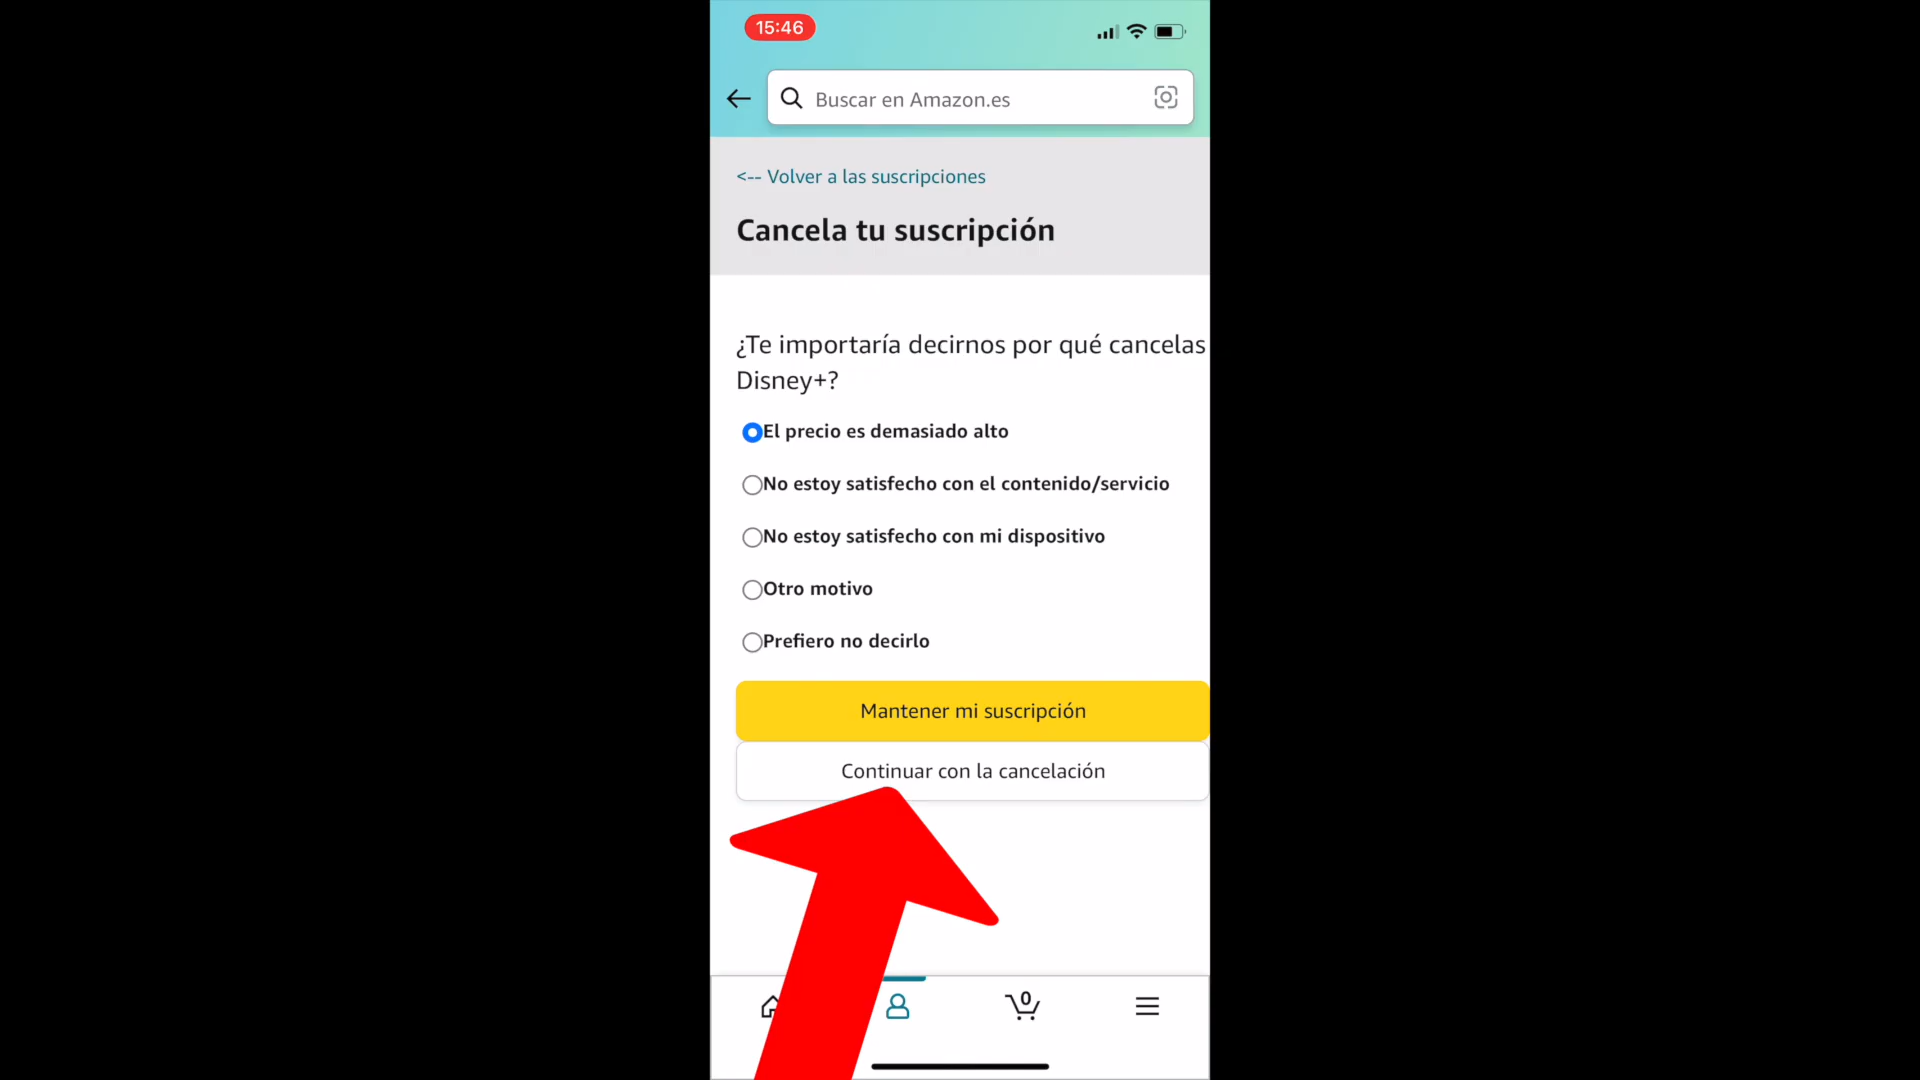 15:46
Buscar en Amazon.es
<-- Volver a las suscripciones
Cancela tu suscripción
¿Te importaría decirnos por qué cancelas
Disney+?
El precio es demasiado alto
No estoy satisfecho con el contenido/servicio
No estoy satisfecho con mi dispositivo
Otro motivo
Prefiero no decirlo
Mantener mi suscripción
Continuar con la cancelación
0